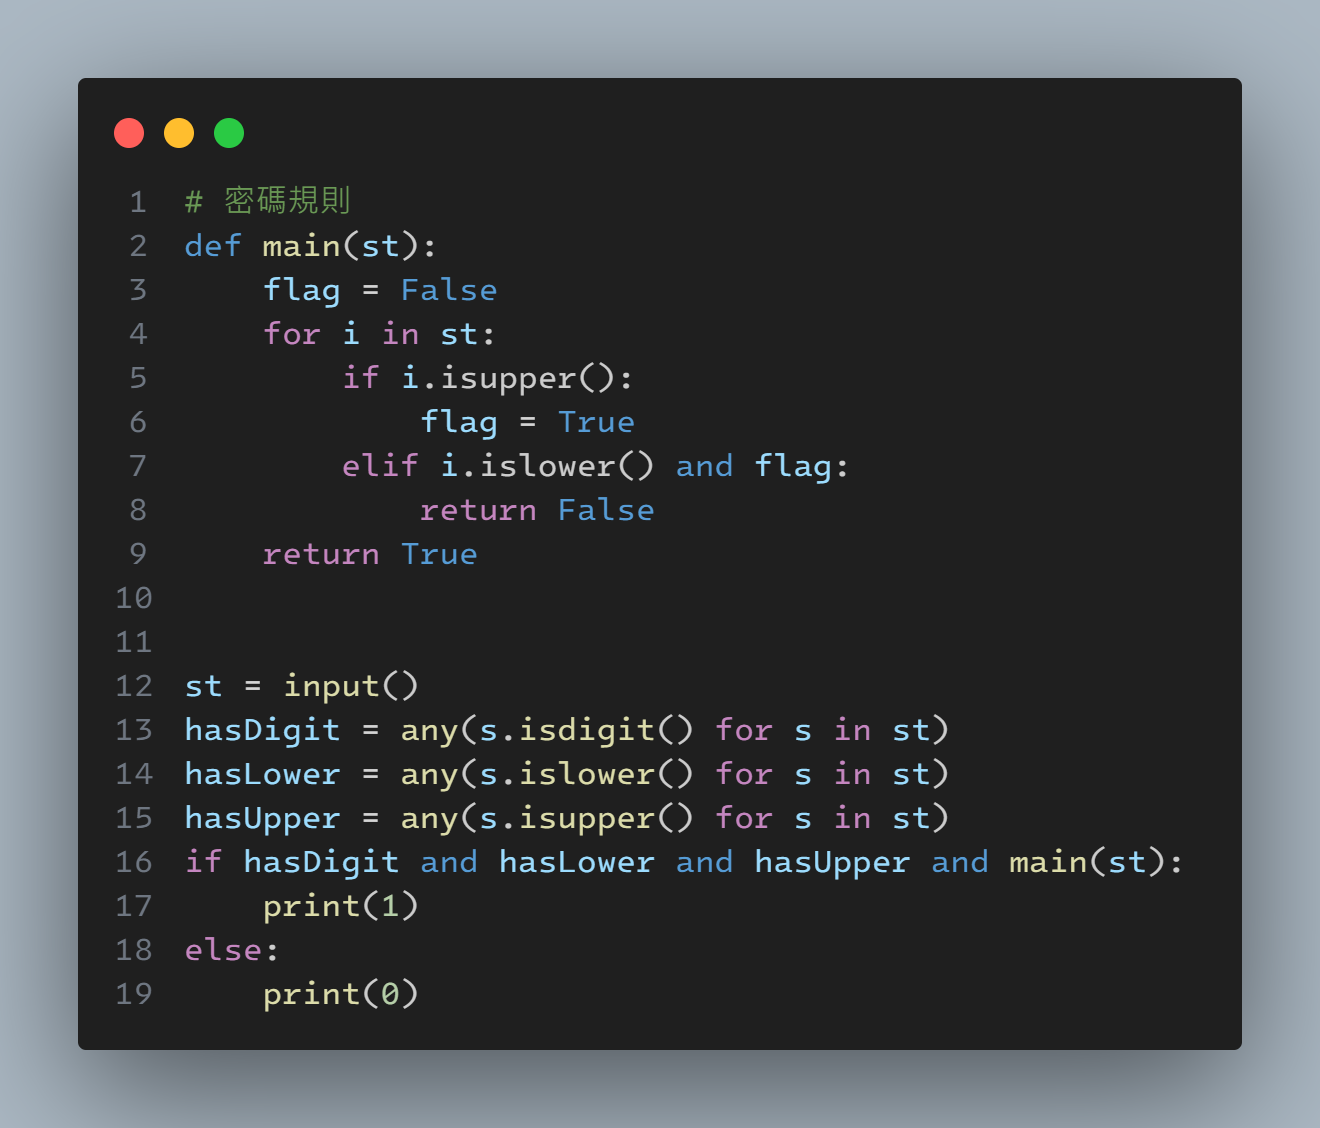 1 # 密碼規則
2 def main(st):
3     flag = False
4     for i in st:
5         if i.isupper():
6             flag = True
7         elif i.islower() and flag:
8             return False
9     return True
10
11
12 st = input()
13 hasDigit = any(s.isdigit() for s in st)
14 hasLower = any(s.islower() for s in st)
15 hasUpper = any(s.isupper() for s in st)
16 if hasDigit and hasLower and hasUpper and main(st):
17     print(1)
18 else:
19     print(0)